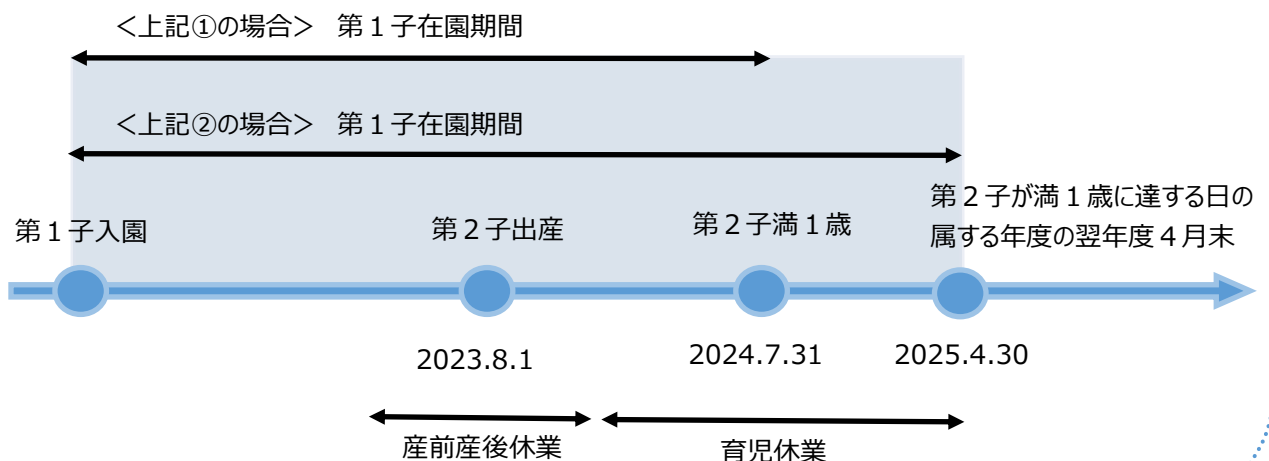 <上記①の場合> 第1子在園期間
<上記②の場合> 第1子在園期間
第1子入園
第2子出産
第2子満1歳
第2子が満1歳に達する日の
属する年度の翌年度4月末
2023.8.1
2024.7.31
2025.4.30
産前産後休業
育児休業